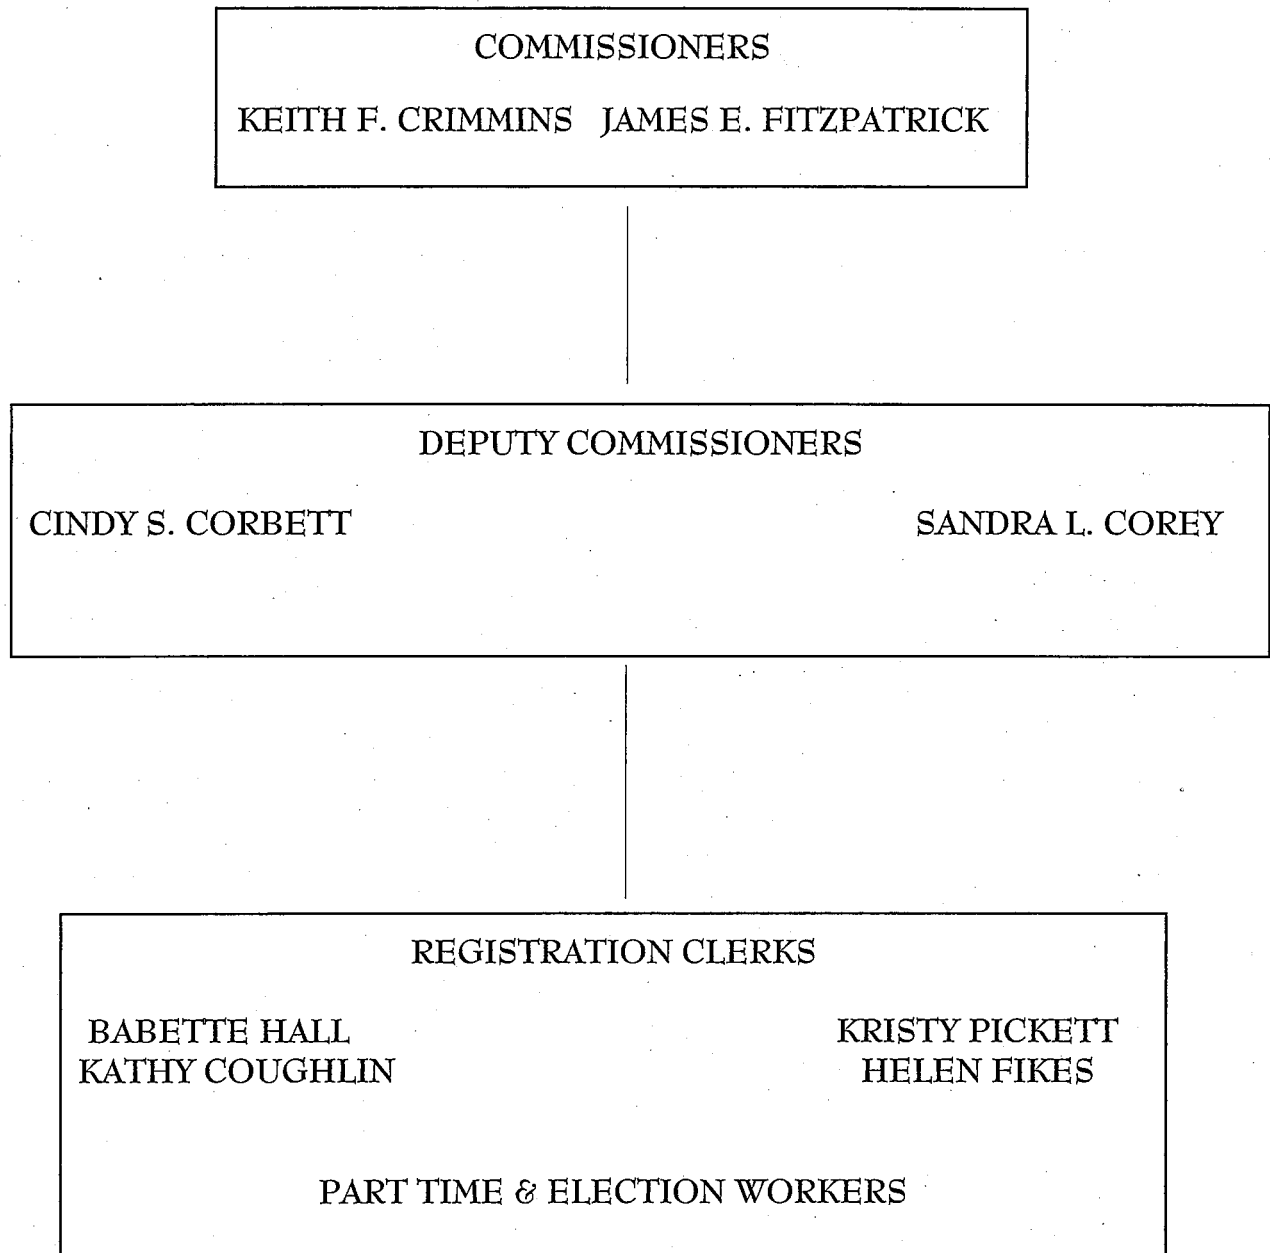 COMMISSIONERS
KEITH F. CRIMMINS JAMES E. FITZPATRICK
DEPUTY COMMISSIONERS
CINDY S. CORBETT SANDRA L. COREY
REGISTRATION CLERKS
BABETTE HALL KRISTY PICKETT
KATHY COUGHLIN HELEN FIKES
PART TIME & ELECTION WORKERS